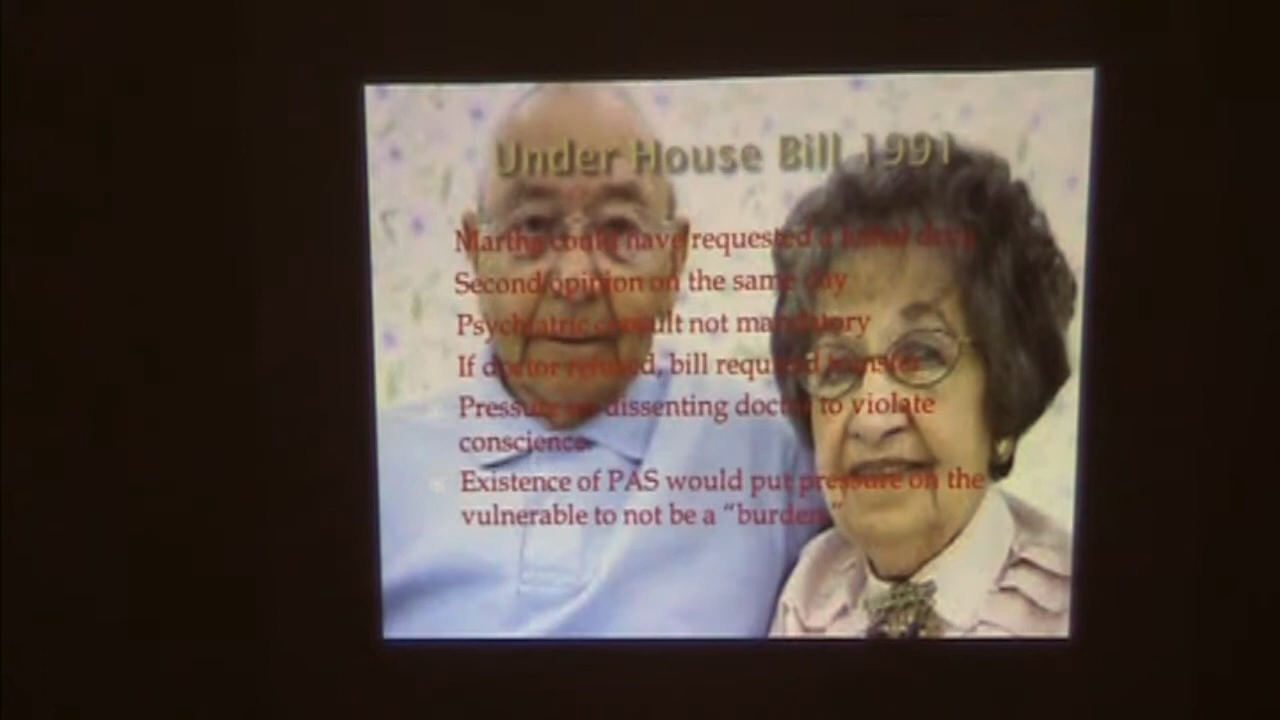 Under House Bill 1991
Martha could have requested a lethal drug
Second opinion on the same day
Psychiatric consult not mandatory
If doctor refused, bill required transfer
Pressure on dissenting doctor to violate
conscience
Existence of PAS would put pressure on the
vulnerable to not be a “burden”